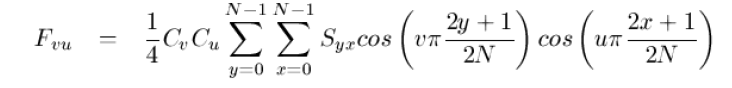 F_{vu} = \frac{1}{4} C_v C_u \sum_{y=0}^{N-1} \sum_{x=0}^{N-1} S_{yx} cos \left( v\pi \frac{2y+1}{2N} \right) cos \left( u\pi \frac{2x+1}{2N} \right)